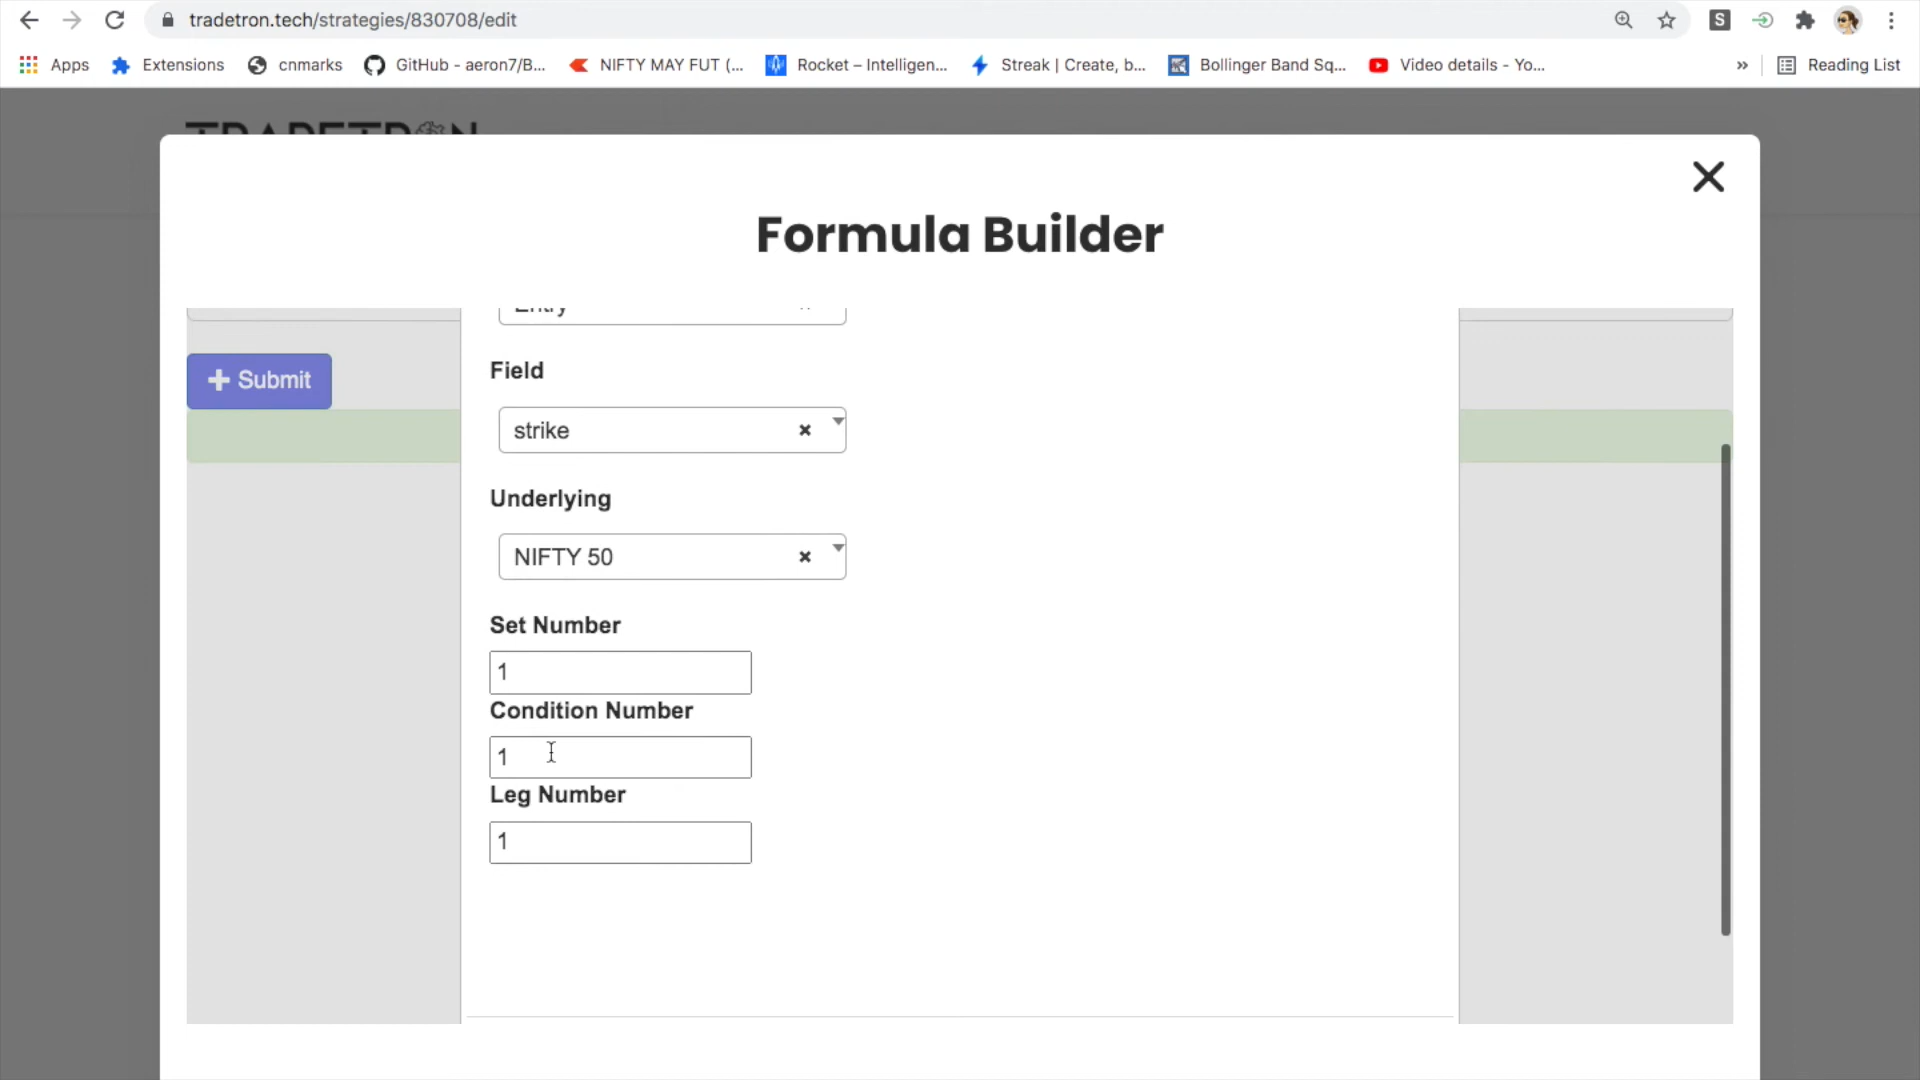 tradetron.tech/strategies/830708/edit
S
Apps Extensions cnmarks GitHub - aeron7/B... NIFTY MAY FUT (... Rocket – Intelligen... Streak | Create, b... Bollinger Band Sq... Video details - Yo... » Reading List
TRADETRON
Formula Builder
Entry
Submit
Field
strike
Underlying
NIFTY 50
Set Number
1
Condition Number
1
Leg Number
1